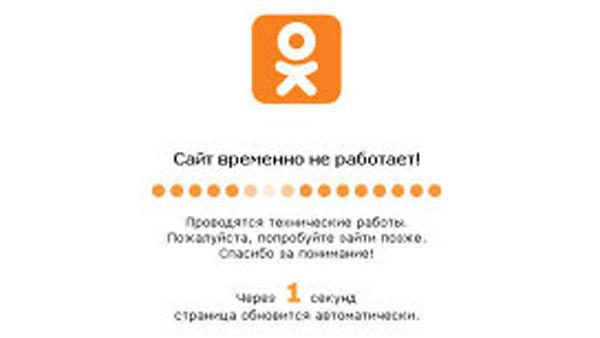 Сайт временно не работает!
Проводятся технические работы.
Пожалуйста, попробуйте зайти позже.
Спасибо за понимание!
Через 1 секунд
страница обновится автоматически.